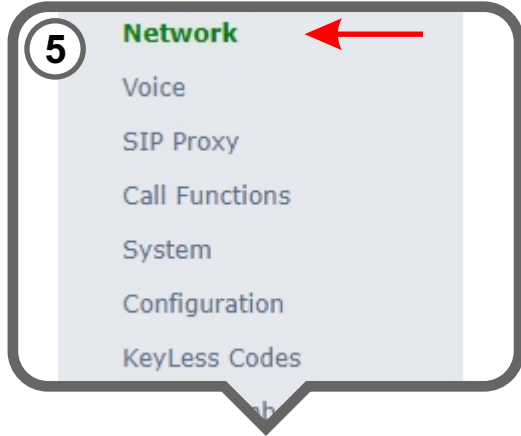 5
Network
Voice
SIP Proxy
Call Functions
System
Configuration
KeyLess Codes